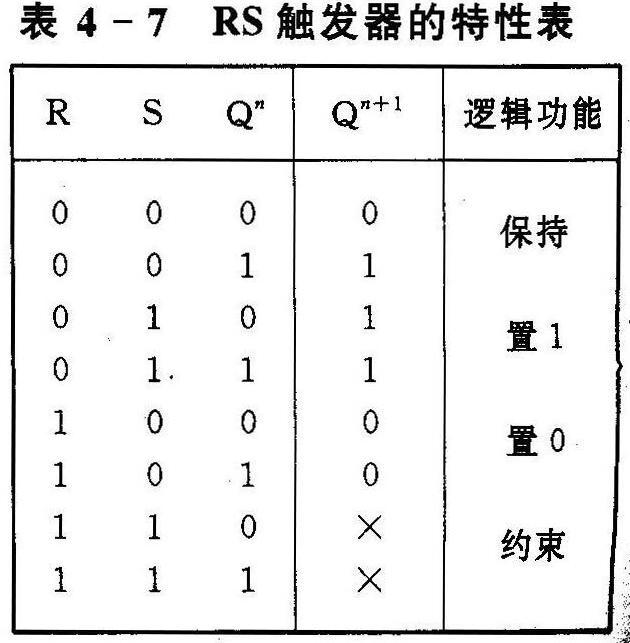 表 4-7 RS 触发器的特性表
R S Qⁿ Qⁿ⁺¹ 逻辑功能
0 0 0 0 保持
0 0 1 1
0 1 0 1 置1
0 1 1 1
1 0 0 0 置0
1 0 1 0
1 1 0 × 约束
1 1 1 ×